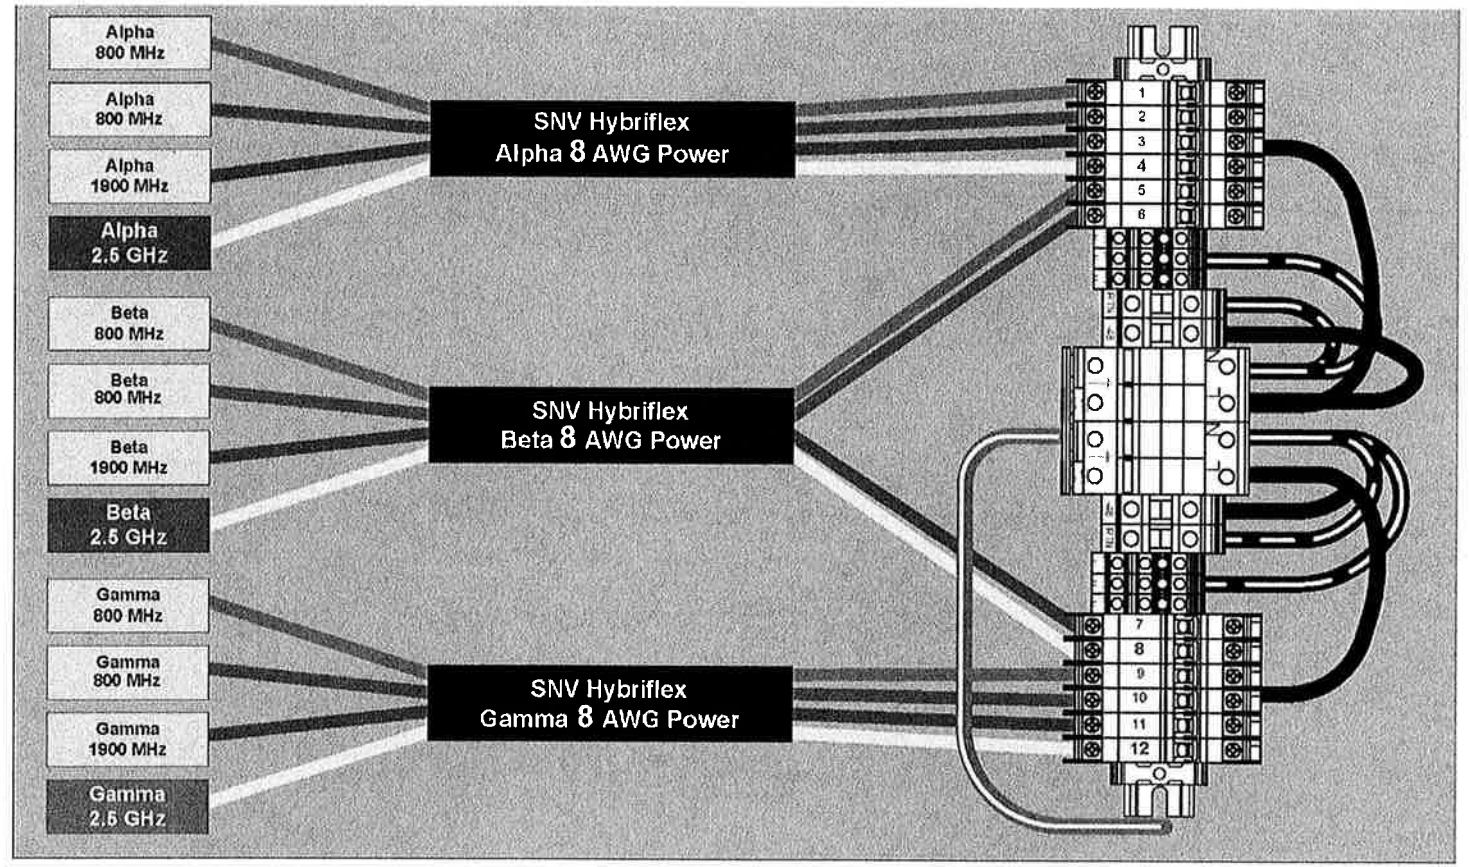 Alpha
800 MHz
Alpha
800 MHz
Alpha
1900 MHz
Alpha
2.5 GHz
SNV Hybriflex
Alpha 8 AWG Power
Beta
800 MHz
Beta
800 MHz
Beta
1900 MHz
Beta
2.5 GHz
SNV Hybriflex
Beta 8 AWG Power
Gamma
800 MHz
Gamma
800 MHz
Gamma
1900 MHz
Gamma
2.5 GHz
SNV Hybriflex
Gamma 8 AWG Power
1
2
3
4
5
6
7
8
9
10
11
12